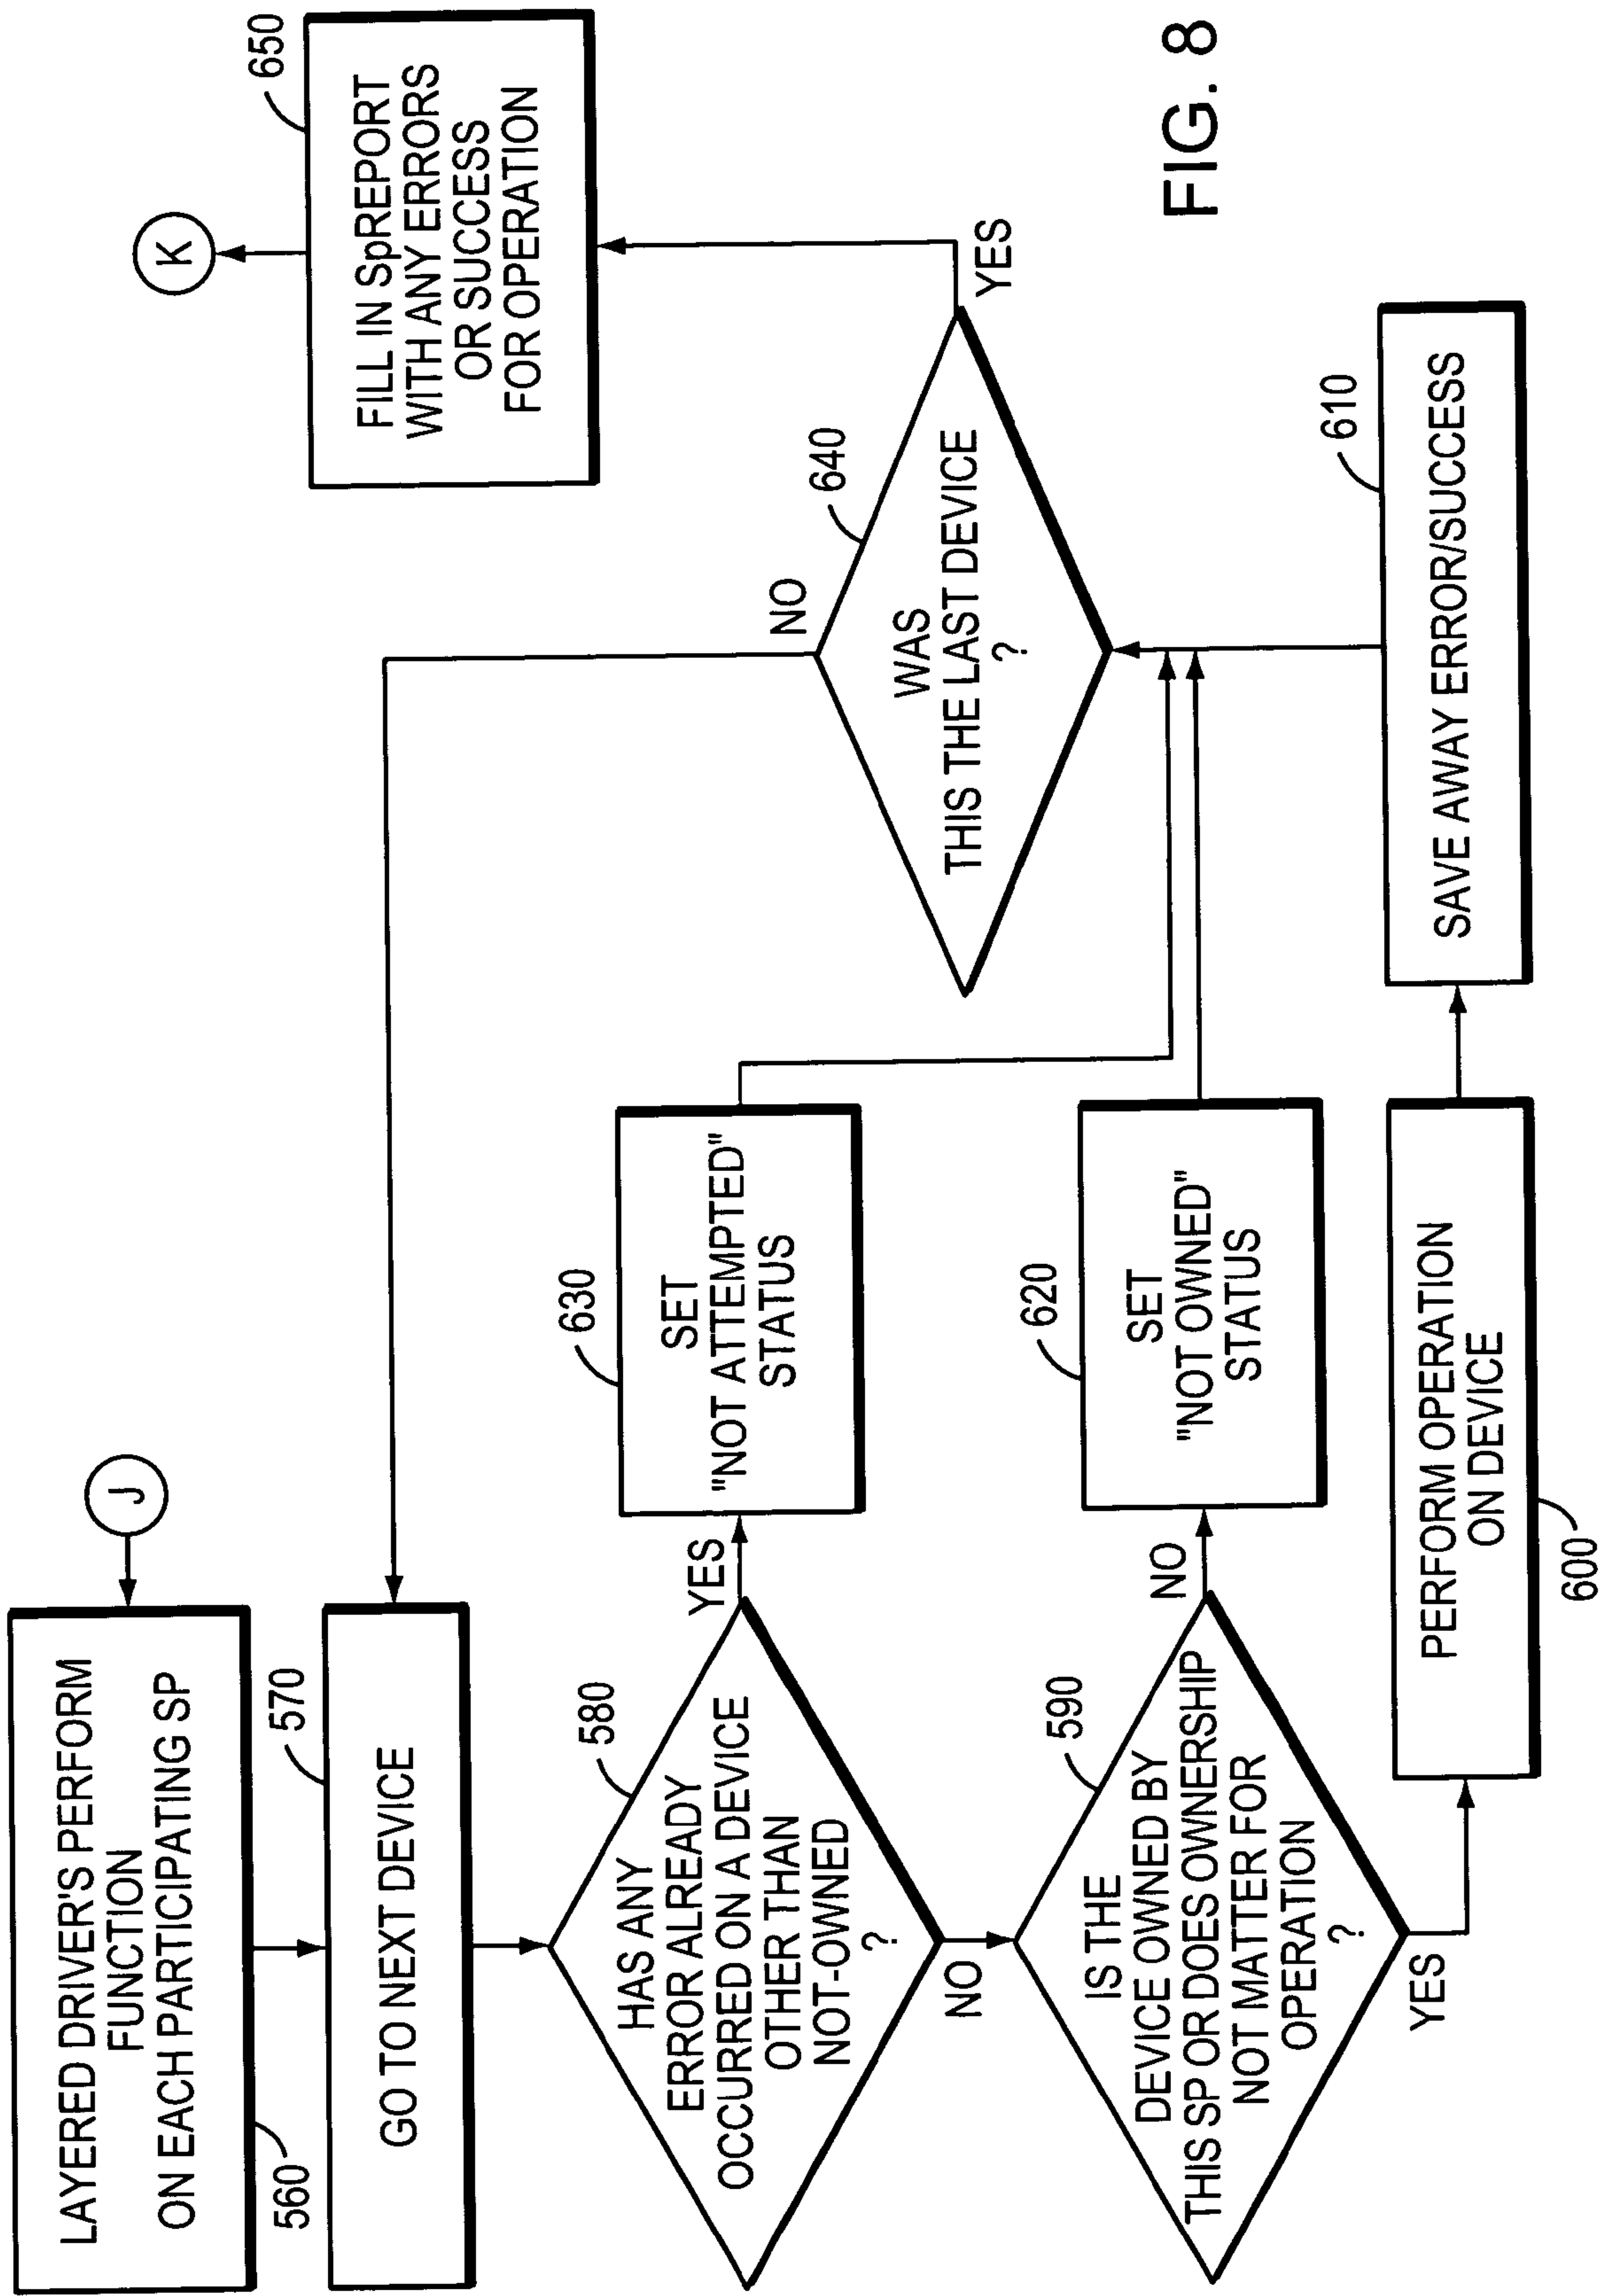 J
LAYERED DRIVER'S PERFORM
FUNCTION
ON EACH PARTICIPATING SP
560
GO TO NEXT DEVICE
570
HAS ANY
ERROR ALREADY
OCCURRED ON A DEVICE
OTHER THAN
NOT-OWNED
?
580
YES
NO
SET
"NOT ATTEMPTED"
STATUS
630
IS THE
DEVICE OWNED BY
THIS SP OR DOES OWNERSHIP
NOT MATTER FOR
OPERATION
?
590
NO
YES
SET
"NOT OWNED"
STATUS
620
PERFORM OPERATION
ON DEVICE
600
SAVE AWAY ERROR/SUCCESS
610
WAS
THIS THE LAST DEVICE
?
640
NO
YES
FILL IN SpREPORT
WITH ANY ERRORS
OR SUCCESS
FOR OPERATION
650
K
FIG. 8